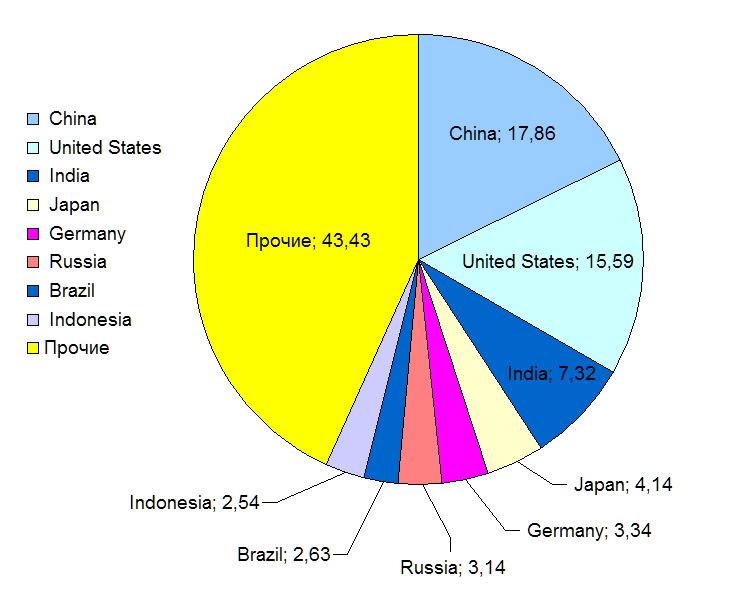 China
United States
India
Japan
Germany
Russia
Brazil
Indonesia
Прочие
China; 17,86
United States; 15,59
India; 7,32
Japan; 4,14
Germany; 3,34
Russia; 3,14
Brazil; 2,63
Indonesia; 2,54
Прочие; 43,43